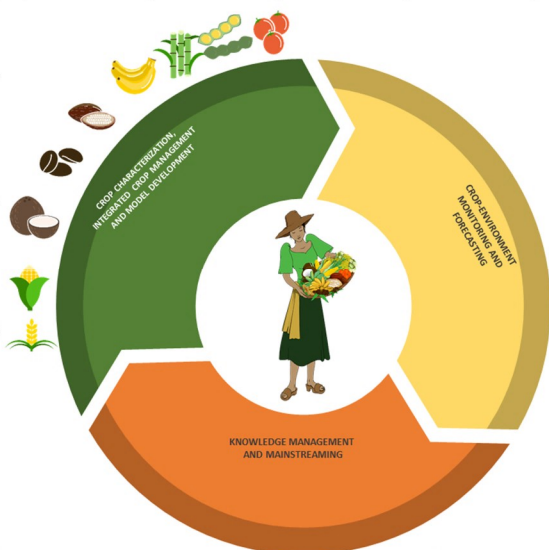 CROP CHARACTERIZATION,
INTEGRATED CROP MANAGEMENT
AND MODEL DEVELOPMENT
CROP-ENVIRONMENT
MONITORING AND
FORECASTING
KNOWLEDGE MANAGEMENT
AND MAINSTREAMING